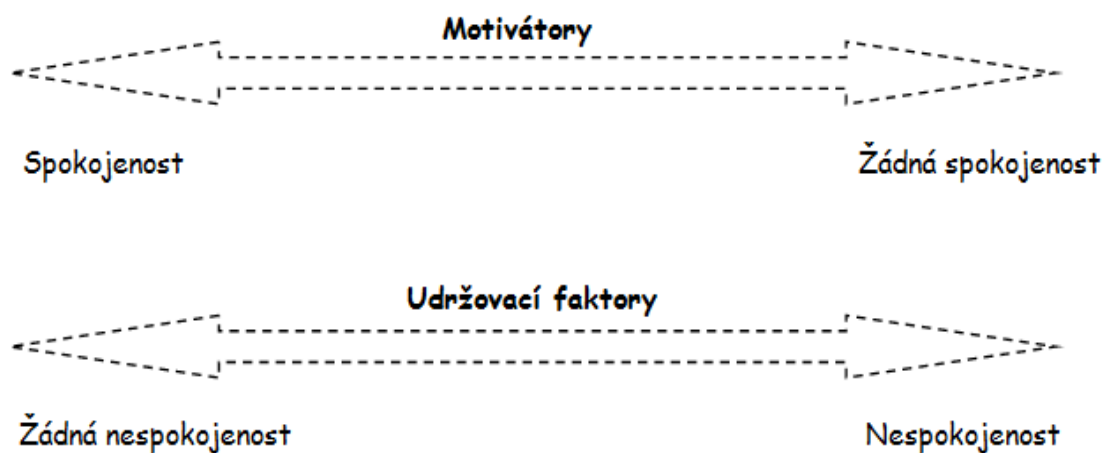 Motivátory
Spokojenost
Žádná spokojenost
Udržovací faktory
Žádná nespokojenost
Nespokojenost